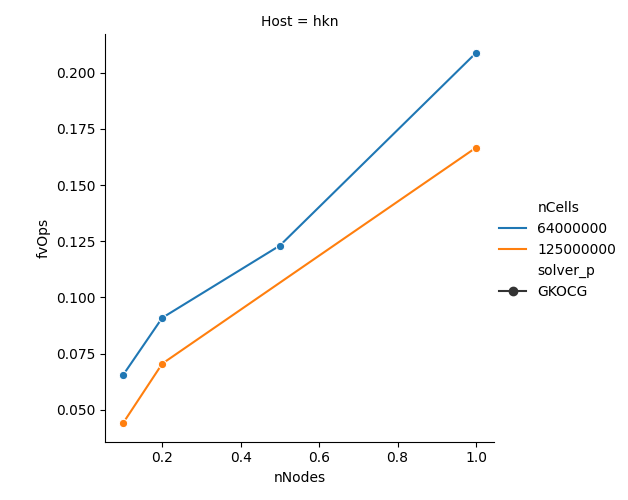 Host = hkn
0.200
0.175
0.150
0.125
0.100
0.075
0.050
fvOps
0.2 0.4 0.6 0.8 1.0
nNodes
nCells
64000000
125000000
solver_p
GKOCG